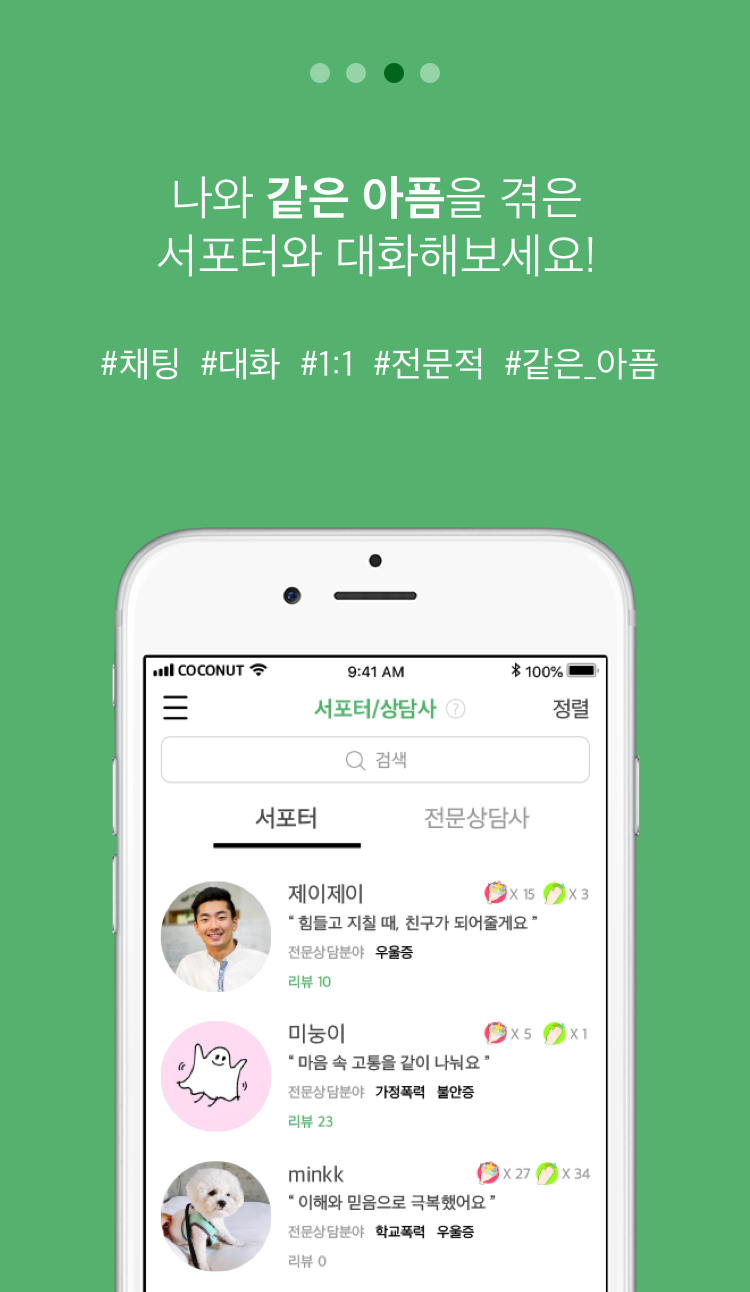 나와 같은 아픔을 겪은
서포터와 대화해보세요!
#채팅 #대화 #1:1 #전문적 #같은_아픔
COCONUT 9:41 AM 100%
서포터/상담사 ? 정렬
검색
서포터 전문상담사
제이제이 X 15 X 3
“ 힘들고 지칠 때, 친구가 되어줄게요 ”
전문상담분야 우울증
리뷰 10
미눙이 X 5 X 1
“ 마음 속 고통을 같이 나눠요 ”
전문상담분야 가정폭력 불안증
리뷰 23
minkk X 27 X 34
“ 이해와 믿음으로 극복했어요 ”
전문상담분야 학교폭력 우울증
리뷰 0